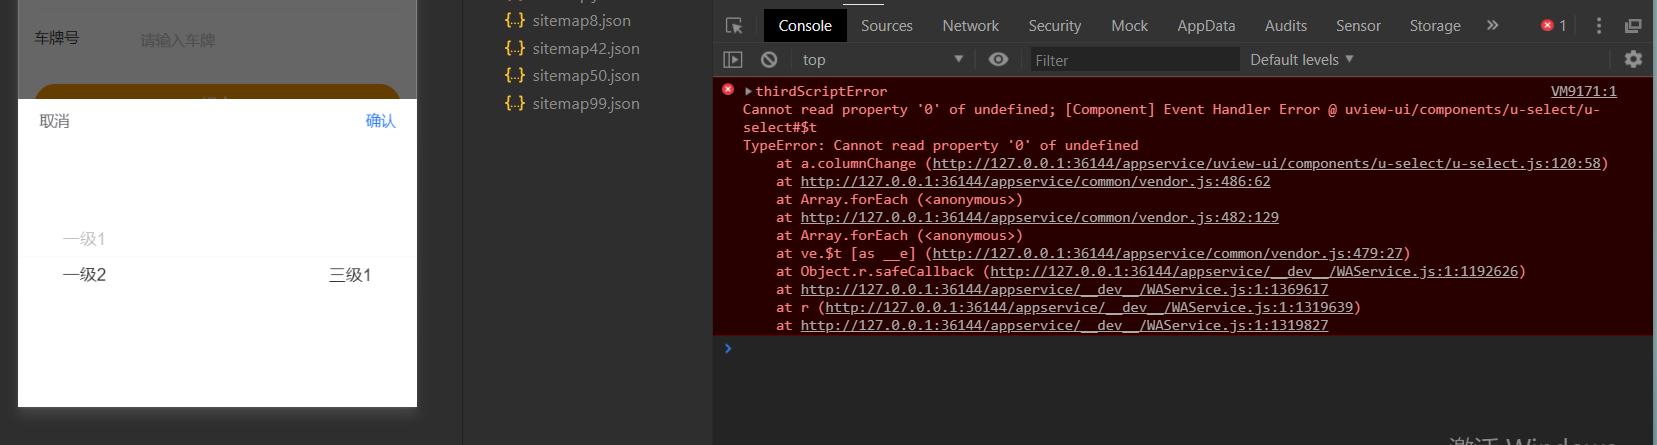 车牌号
请输入车牌
取消
确认
一级1
一级2
三级1
{..} sitemap8.json
{..} sitemap42.json
{..} sitemap50.json
{..} sitemap99.json
Console Sources Network Security Mock AppData Audits Sensor Storage » 1
top Filter Default levels ▼
thirdScriptError VM9171:1
Cannot read property '0' of undefined; [Component] Event Handler Error @ uview-ui/components/u-select/u-
select#$t
TypeError: Cannot read property '0' of undefined
at a.columnChange (http://127.0.0.1:36144/appservice/uview-ui/components/u-select/u-select.js:120:58)
at http://127.0.0.1:36144/appservice/common/vendor.js:486:62
at Array.forEach (<anonymous>)
at http://127.0.0.1:36144/appservice/common/vendor.js:482:129
at Array.forEach (<anonymous>)
at ve.$t [as __e] (http://127.0.0.1:36144/appservice/common/vendor.js:479:27)
at Object.r.safeCallback (http://127.0.0.1:36144/appservice/__dev__/WAService.js:1:1192626)
at http://127.0.0.1:36144/appservice/__dev__/WAService.js:1:1369617
at r (http://127.0.0.1:36144/appservice/__dev__/WAService.js:1:1319639)
at http://127.0.0.1:36144/appservice/__dev__/WAService.js:1:1319827
激活 Windows